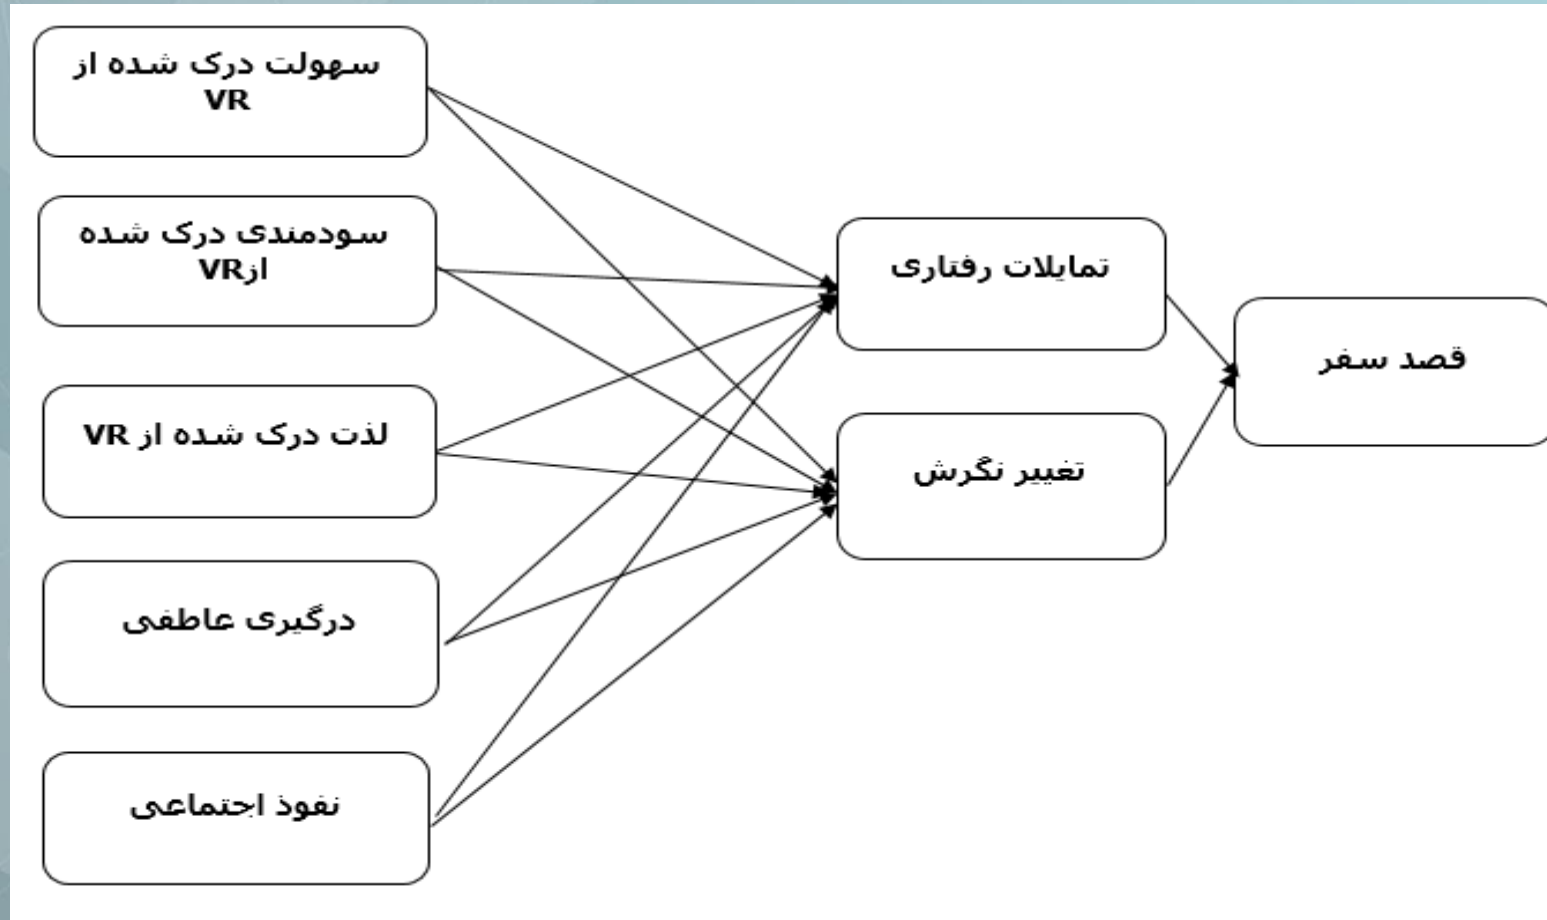 سهولت درک شده از
VR
سودمندی درک شده
ازVR
لذت درک شده از VR
درگیری عاطفی
نفوذ اجتماعی
تمایلات رفتاری
تغییر نگرش
قصد سفر